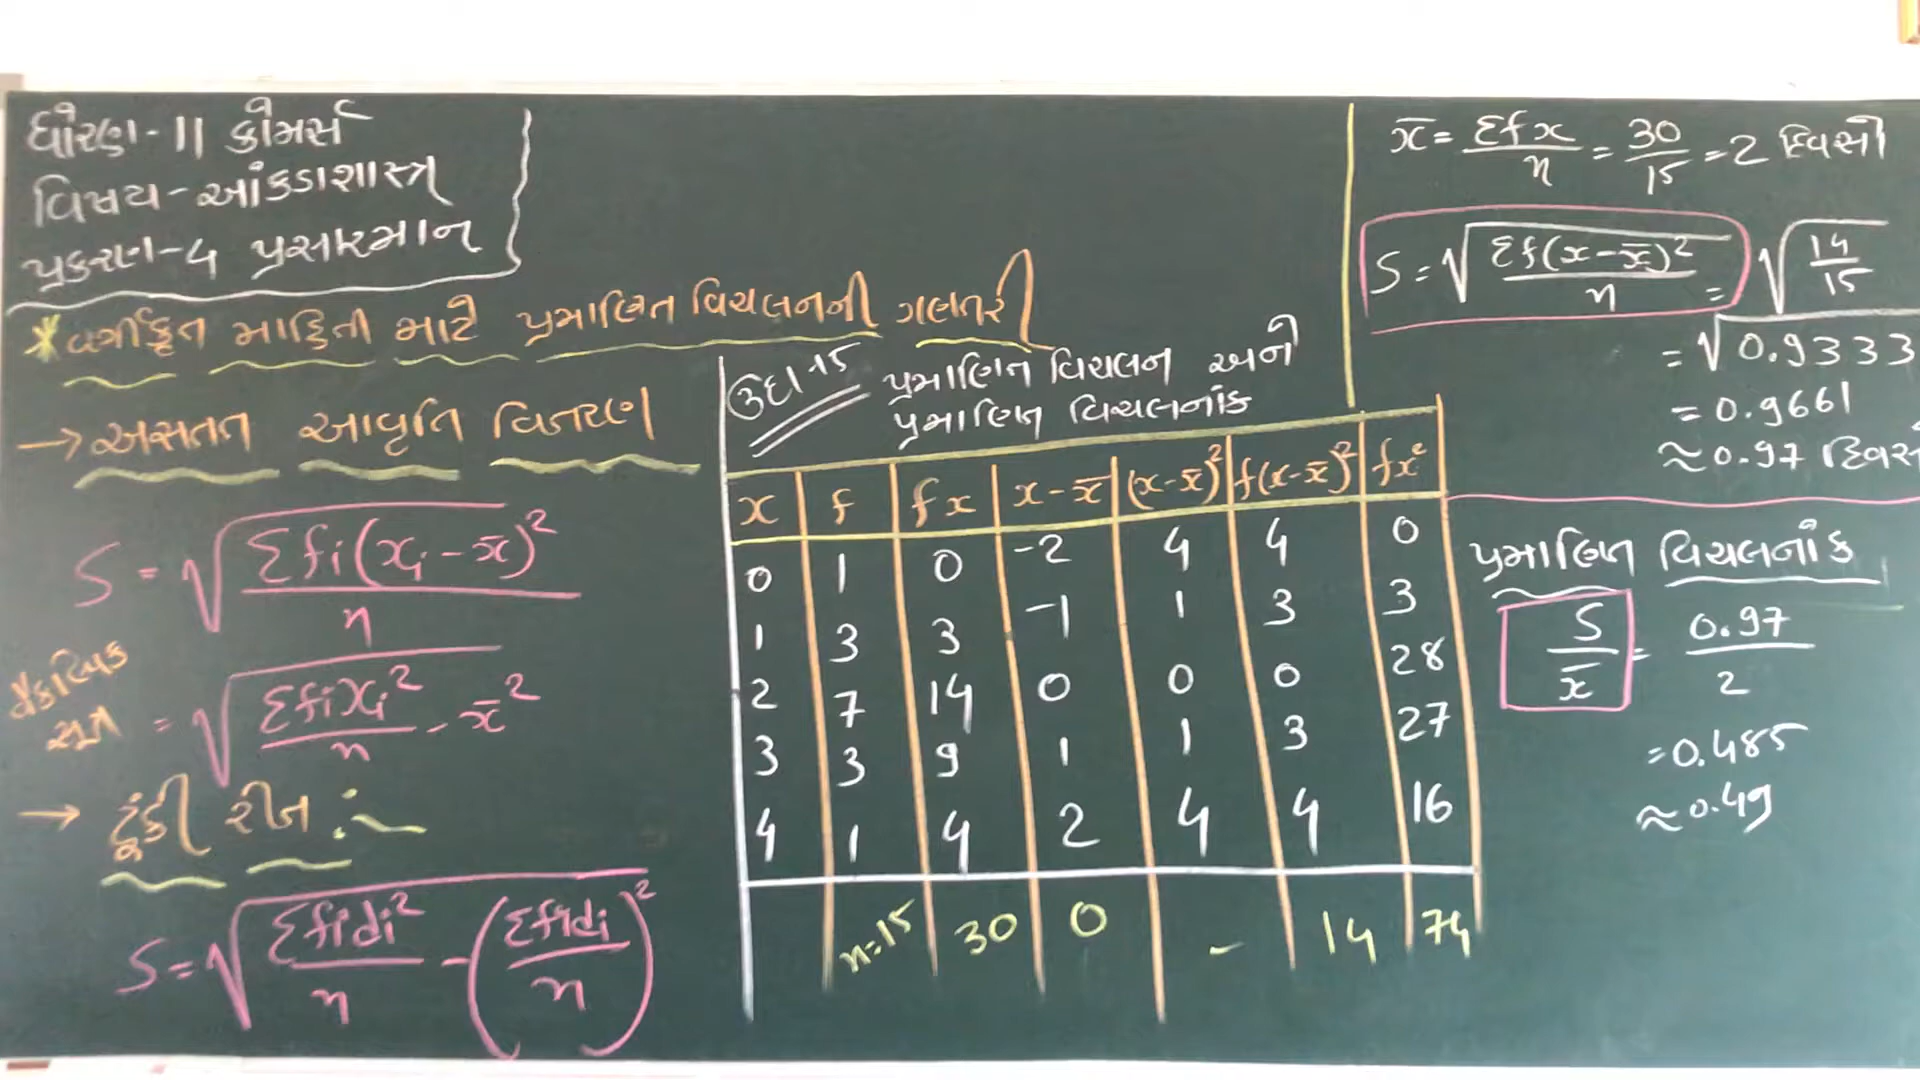 ધોરણ-11 કોમર્સ
વિષય-આંકડાશાસ્ત્ર
પ્રકરણ-4 પ્રસારમાન
* વર્ગીકૃત માહિતી માટે પ્રમાણિત વિચલનની ગણતરી
→ અસતત આવૃતિ વિતરણ
S = √(Σfi(xi - x̄)² / n)
વૈકલ્પિક સૂત્ર = √(Σfixi² / n - x̄²)
→ ટૂંકી રીત :-
S = √(Σfidi² / n - (Σfidi / n)²)
ઉદા-15 પ્રમાણિત વિચલન અને
પ્રમાણિત વિચલનાંક
x | f | fx | x-x̄ | (x-x̄)² | f(x-x̄)² | fx²
0 | 1 | 0 | -2 | 4 | 4 | 0
1 | 3 | 3 | -1 | 1 | 3 | 3
2 | 7 | 14 | 0 | 0 | 0 | 28
3 | 3 | 9 | 1 | 1 | 3 | 27
4 | 1 | 4 | 2 | 4 | 4 | 16
n=15 | 30 | 0 | - | 14 | 74
x̄ = Σfx / n = 30 / 15 = 2 દિવસો
S = √(Σf(x-x̄)² / n) = √(14 / 15)
= √0.9333
= 0.9661
≈ 0.97 દિવસ
પ્રમાણિત વિચલનાંક
S / x̄ = 0.97 / 2
= 0.485
≈ 0.49